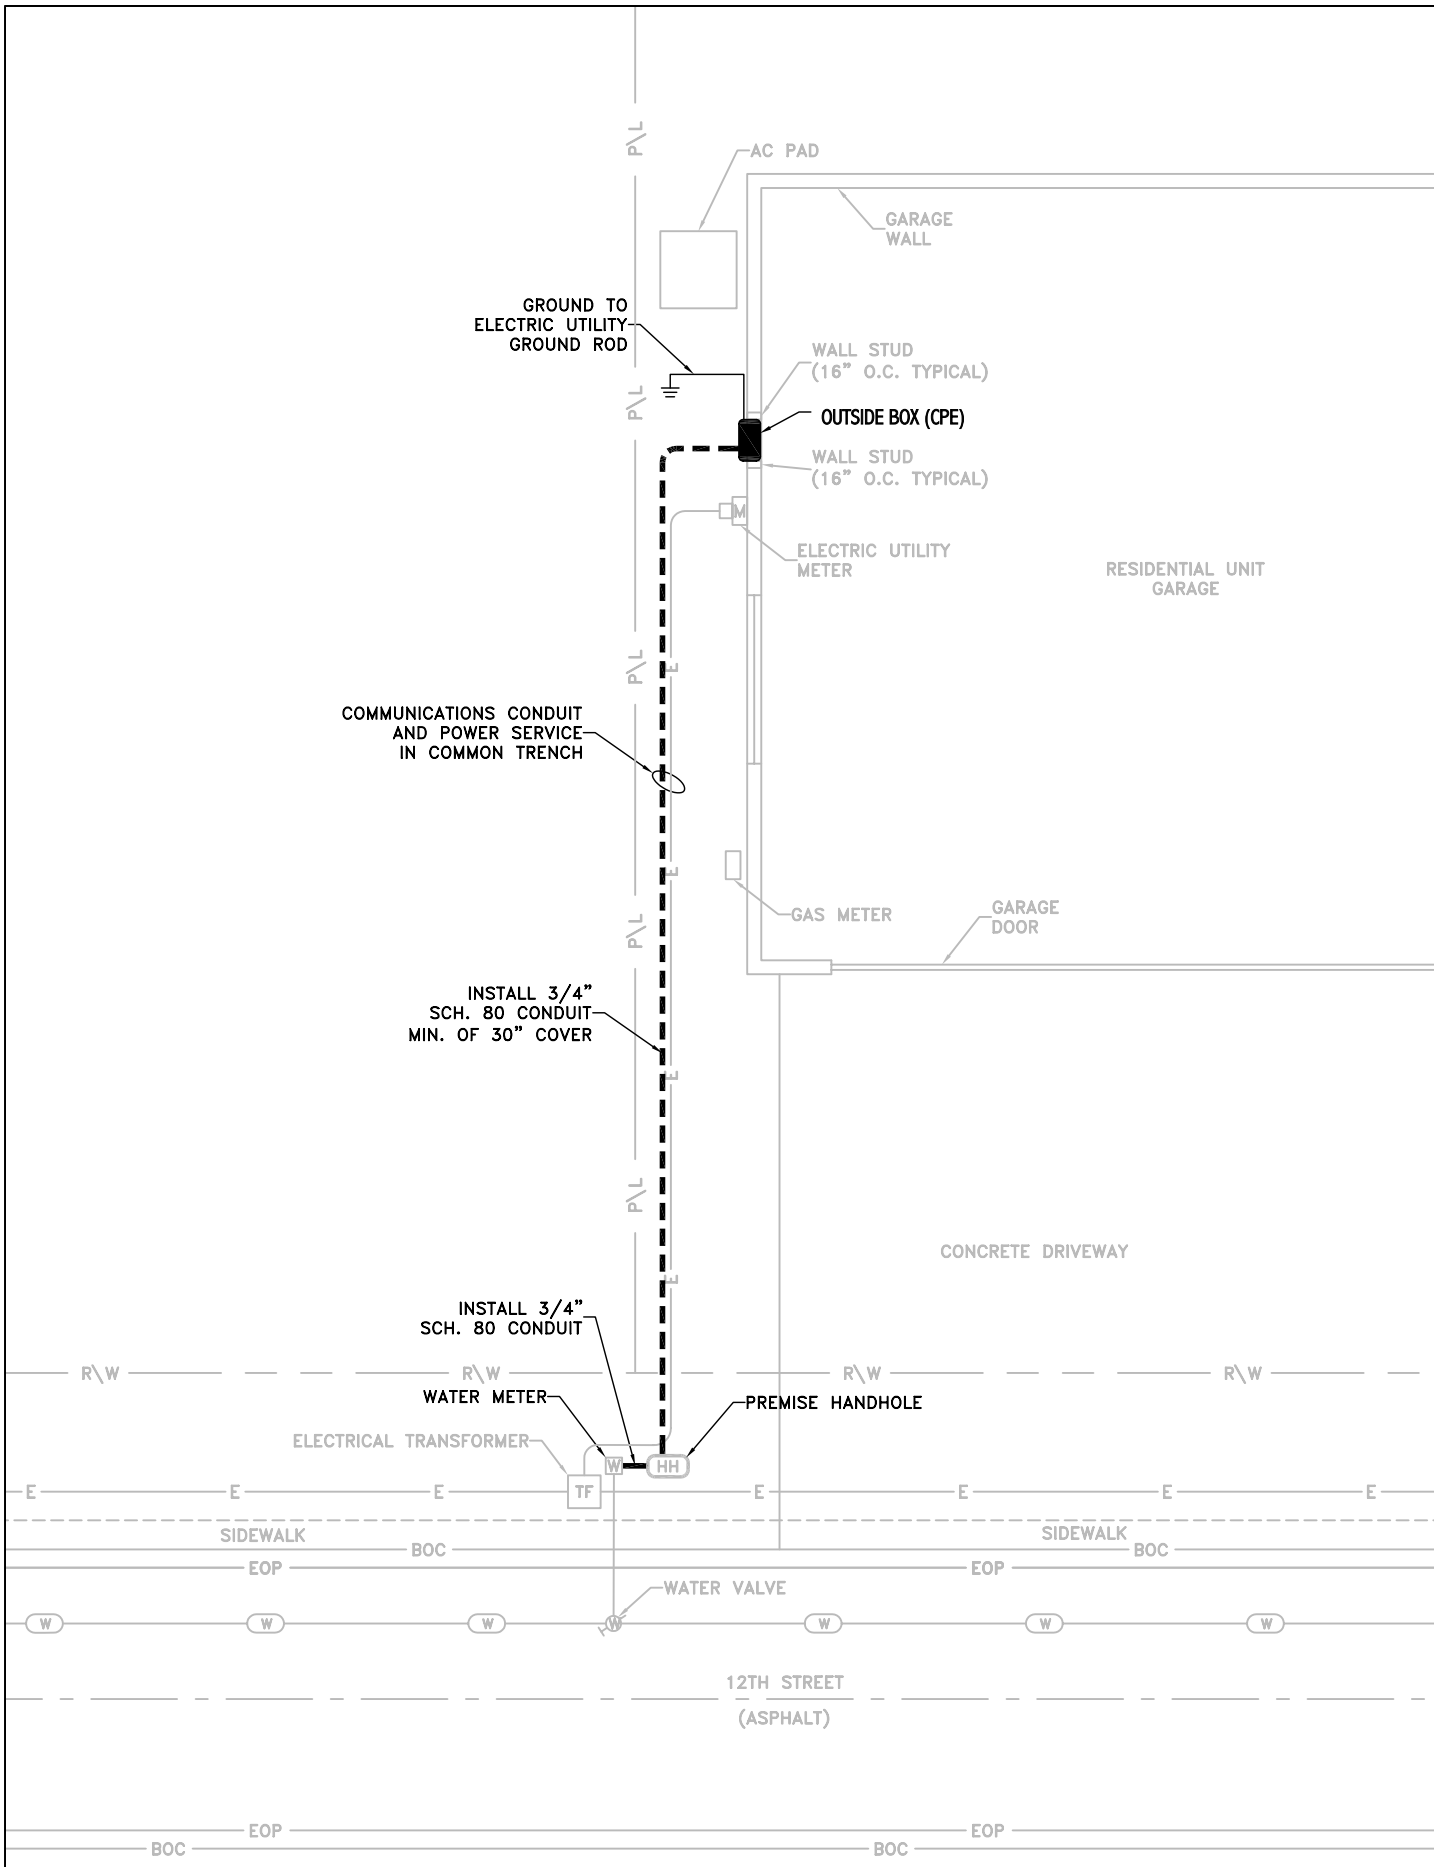 P\L
AC PAD
GARAGE
WALL
GROUND TO
ELECTRIC UTILITY
GROUND ROD
WALL STUD
(16" O.C. TYPICAL)
P\L
OUTSIDE BOX (CPE)
WALL STUD
(16" O.C. TYPICAL)
M
ELECTRIC UTILITY
METER
RESIDENTIAL UNIT
GARAGE
P\L
E
COMMUNICATIONS CONDUIT
AND POWER SERVICE
IN COMMON TRENCH
E
GAS METER
GARAGE
DOOR
P\L
INSTALL 3/4"
SCH. 80 CONDUIT
MIN. OF 30" COVER
E
P\L
CONCRETE DRIVEWAY
E
INSTALL 3/4"
SCH. 80 CONDUIT
R\W R\W R\W R\W
WATER METER
PREMISE HANDHOLE
ELECTRICAL TRANSFORMER
W HH
E E E TF E E E E
SIDEWALK SIDEWALK
BOC BOC
EOP EOP
WATER VALVE
W W W W W W W
12TH STREET
(ASPHALT)
EOP EOP
BOC BOC